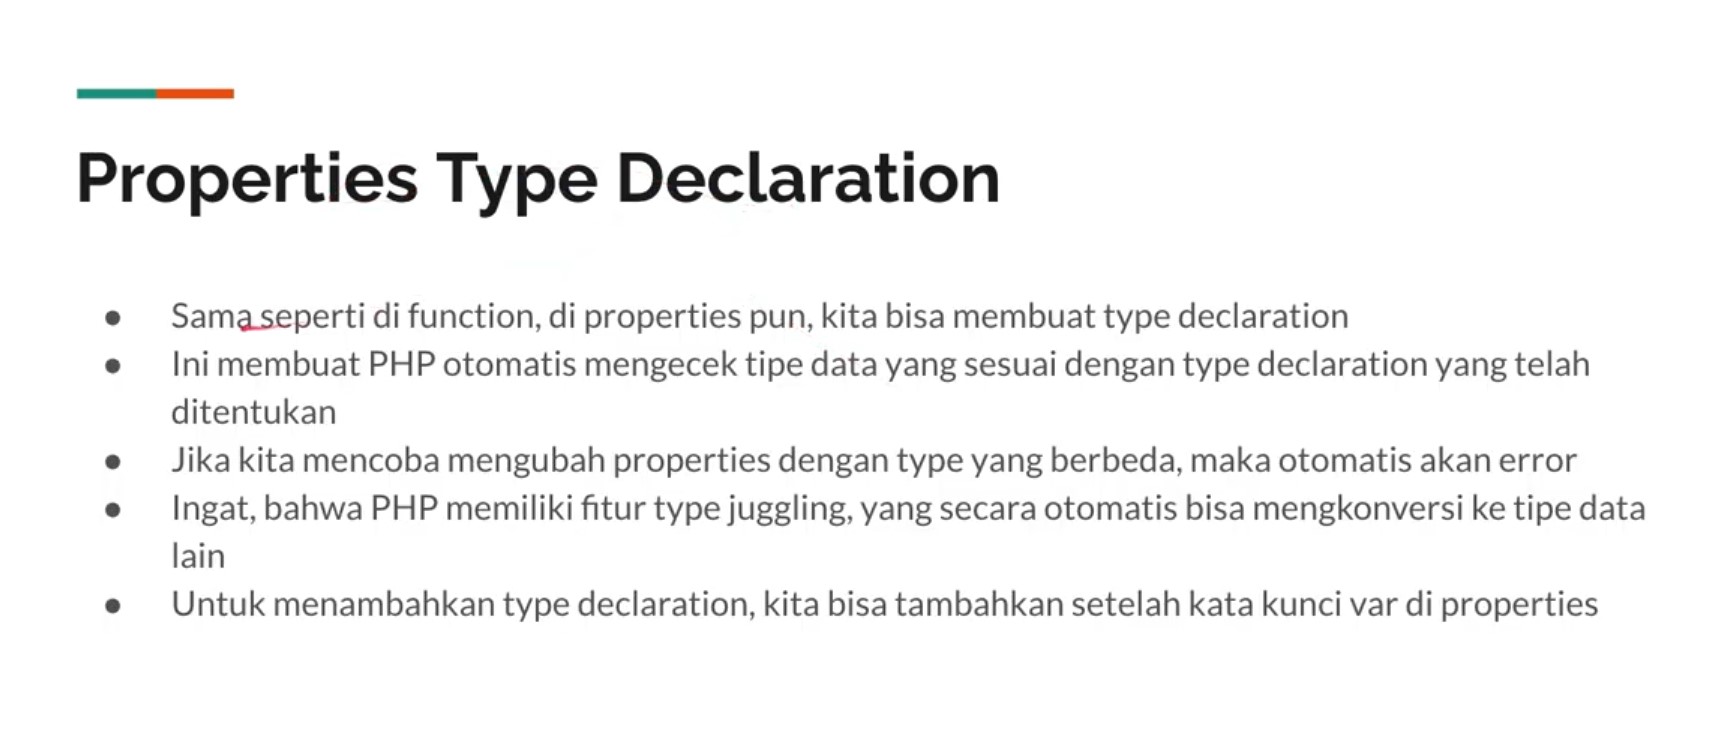 Properties Type Declaration
● Sama seperti di function, di properties pun, kita bisa membuat type declaration
● Ini membuat PHP otomatis mengecek tipe data yang sesuai dengan type declaration yang telah
ditentukan
● Jika kita mencoba mengubah properties dengan type yang berbeda, maka otomatis akan error
● Ingat, bahwa PHP memiliki fitur type juggling, yang secara otomatis bisa mengkonversi ke tipe data
lain
● Untuk menambahkan type declaration, kita bisa tambahkan setelah kata kunci var di properties